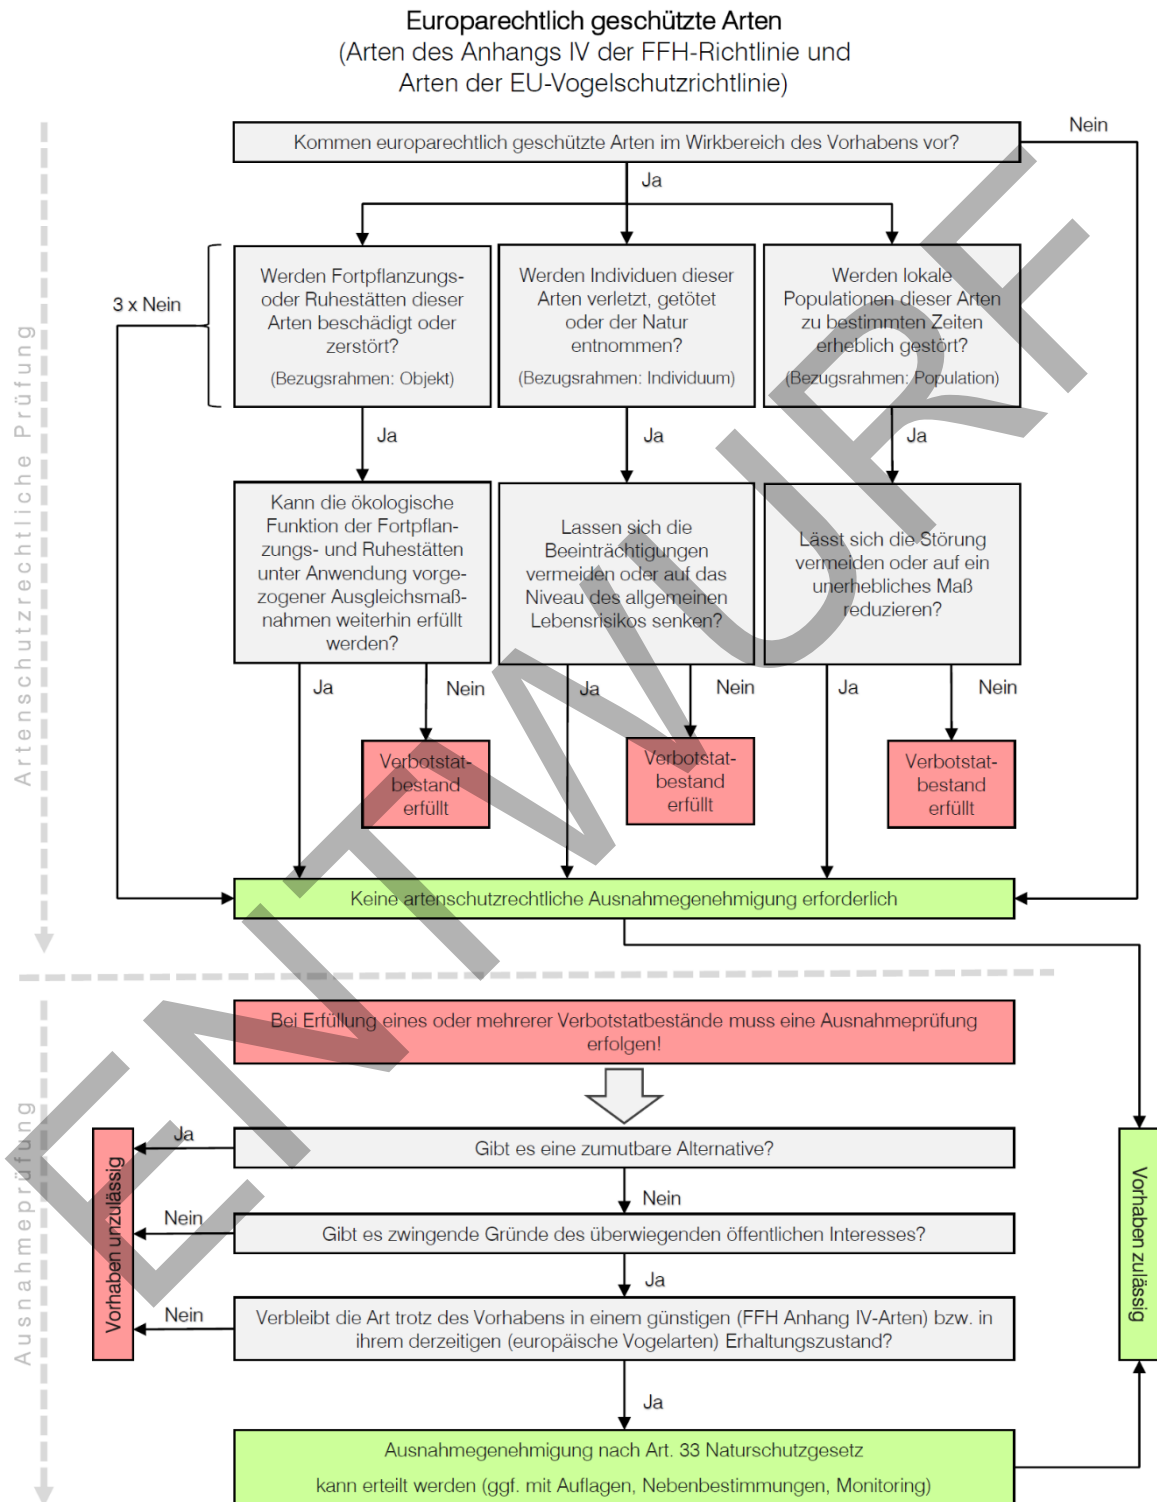 Europarechtlich geschützte Arten
(Arten des Anhangs IV der FFH-Richtlinie und
Arten der EU-Vogelschutzrichtlinie)
Kommen europarechtlich geschützte Arten im Wirkbereich des Vorhabens vor?
Nein
Ja
3 x Nein
Werden Fortpflanzungs-
oder Ruhestätten dieser
Arten beschädigt oder
zerstört?
(Bezugsrahmen: Objekt)
Werden Individuen dieser
Arten verletzt, getötet
oder der Natur
entnommen?
(Bezugsrahmen: Individuum)
Werden lokale
Populationen dieser Arten
zu bestimmten Zeiten
erheblich gestört?
(Bezugsrahmen: Population)
Ja
Ja
Ja
Kann die ökologische
Funktion der Fortpflan-
zungs- und Ruhestätten
unter Anwendung vorge-
zogener Ausgleichsmaß-
nahmen weiterhin erfüllt
werden?
Lassen sich die
Beeinträchtigungen
vermeiden oder auf das
Niveau des allgemeinen
Lebensrisikos senken?
Lässt sich die Störung
vermeiden oder auf ein
unerhebliches Maß
reduzieren?
Ja
Nein
Ja
Nein
Ja
Nein
Verbotstat-
bestand
erfüllt
Verbotstat-
bestand
erfüllt
Verbotstat-
bestand
erfüllt
Keine artenschutzrechtliche Ausnahmegenehmigung erforderlich
Artenschutzrechtliche Prüfung
Bei Erfüllung eines oder mehrerer Verbotstatbestände muss eine Ausnahmeprüfung
erfolgen!
Ja
Gibt es eine zumutbare Alternative?
Nein
Nein
Gibt es zwingende Gründe des überwiegenden öffentlichen Interesses?
Ja
Nein
Verbleibt die Art trotz des Vorhabens in einem günstigen (FFH Anhang IV-Arten) bzw. in
ihrem derzeitigen (europäische Vogelarten) Erhaltungszustand?
Ja
Vorhaben unzulässig
Vorhaben zulässig
Ausnahmegenehmigung nach Art. 33 Naturschutzgesetz
kann erteilt werden (ggf. mit Auflagen, Nebenbestimmungen, Monitoring)
Ausnahmeprüfung
ENTWURF